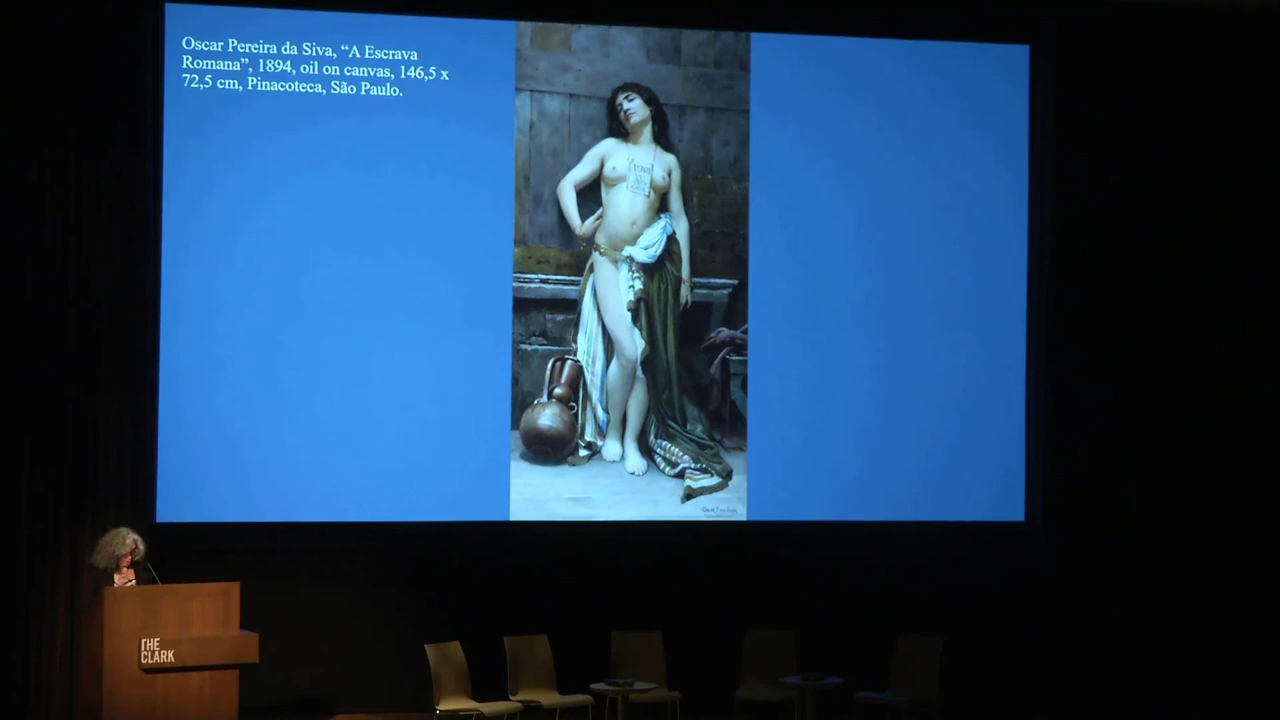 Oscar Pereira da Siva, “A Escrava
Romana”, 1894, oil on canvas, 146,5 x
72,5 cm, Pinacoteca, São Paulo.
THE
CLARK